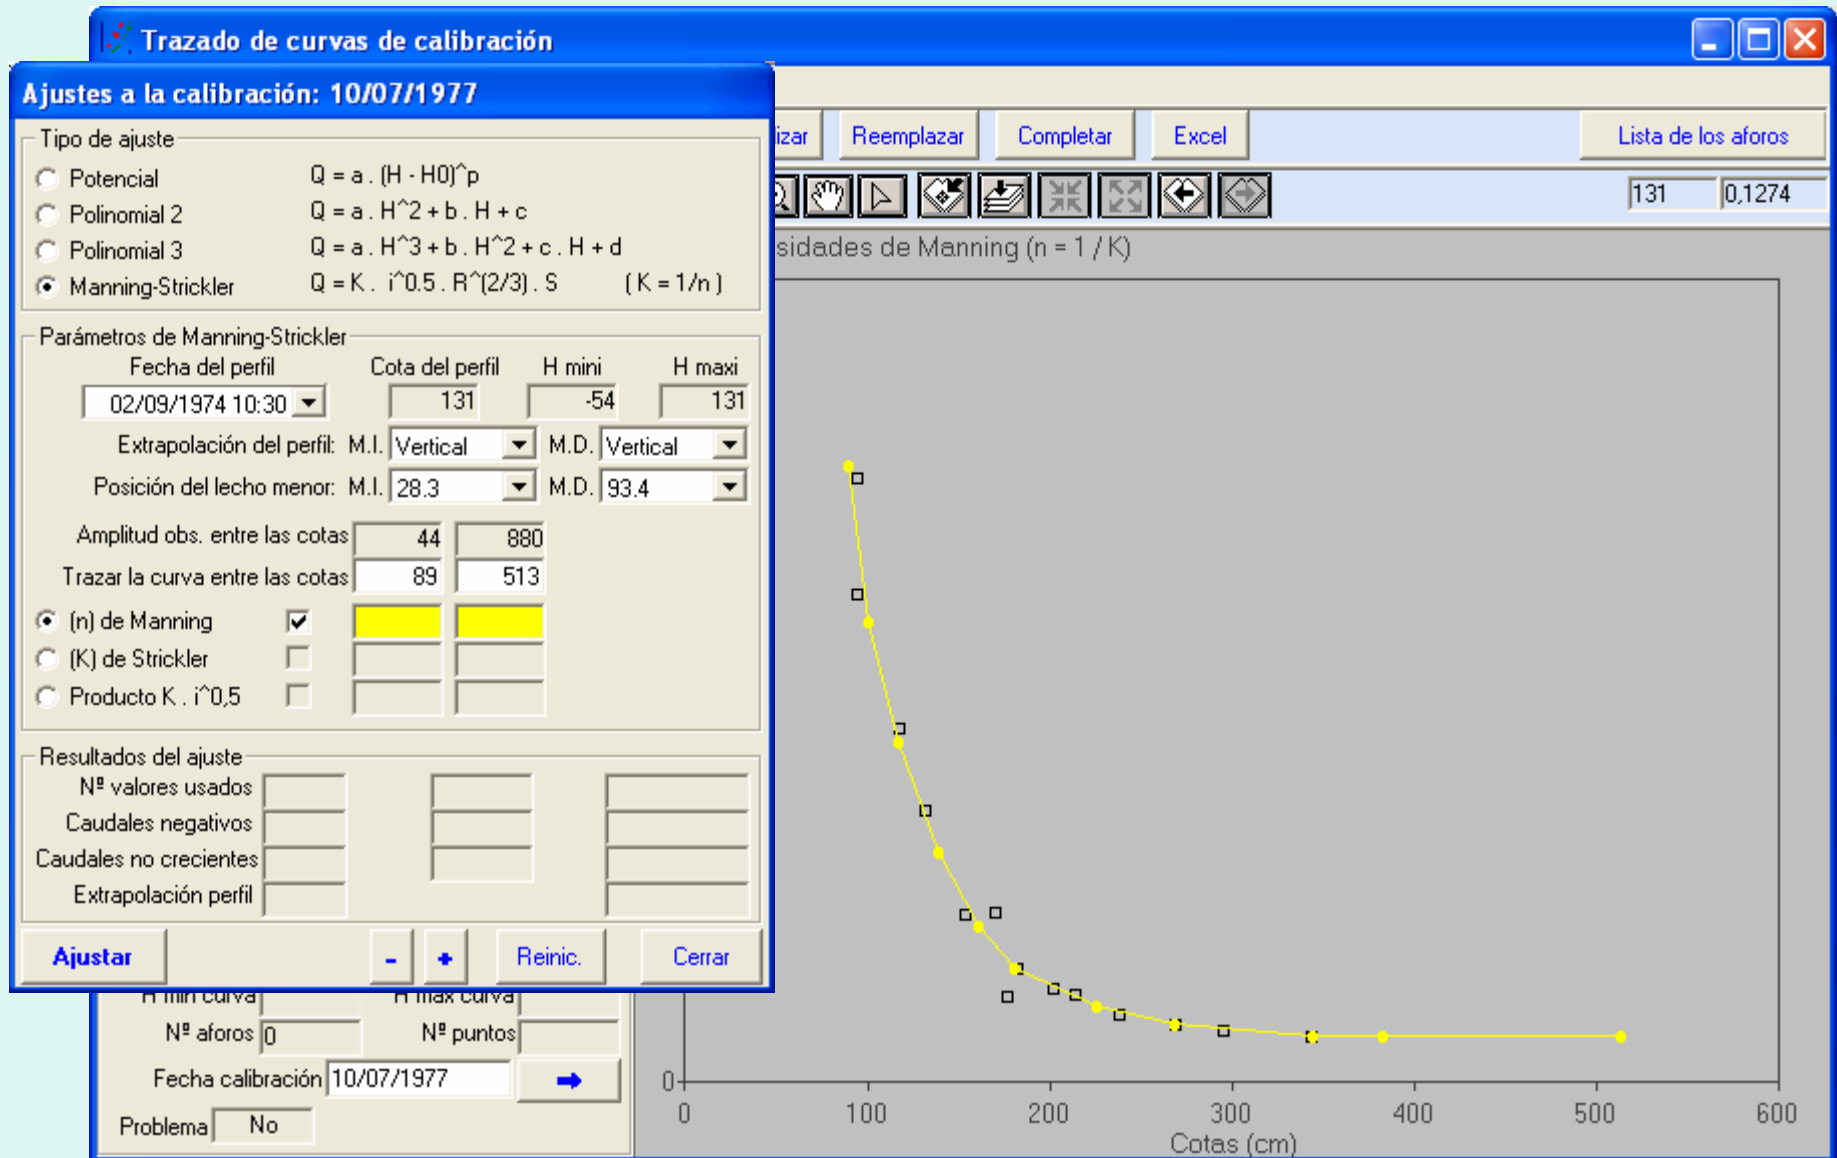 Trazado de curvas de calibración
Ajustes a la calibración: 10/07/1977
izar Reemplazar Completar Excel Lista de los aforos
131 0,1274
Tipo de ajuste
Potencial Q = a . (H - H0)^p
Polinomial 2 Q = a . H^2 + b . H + c
Polinomial 3 Q = a . H^3 + b . H^2 + c . H + d
Manning-Strickler Q = K . i^0.5 . R^(2/3) . S ( K = 1/n )
sidades de Manning (n = 1 / K)
Parámetros de Manning-Strickler
Fecha del perfil Cota del perfil H mini H maxi
02/09/1974 10:30 131 -54 131
Extrapolación del perfil: M.I. Vertical M.D. Vertical
Posición del lecho menor: M.I. 28.3 M.D. 93.4
Amplitud obs. entre las cotas 44 880
Trazar la curva entre las cotas 89 513
(n) de Manning
(K) de Strickler
Producto K . i^0,5
Resultados del ajuste
Nº valores usados
Caudales negativos
Caudales no crecientes
Extrapolación perfil
Ajustar - + Reinic. Cerrar
H min curva H max curva
Nº aforos 0 Nº puntos
Fecha calibración 10/07/1977
Problema No
0
0 100 200 300 400 500 600
Cotas (cm)